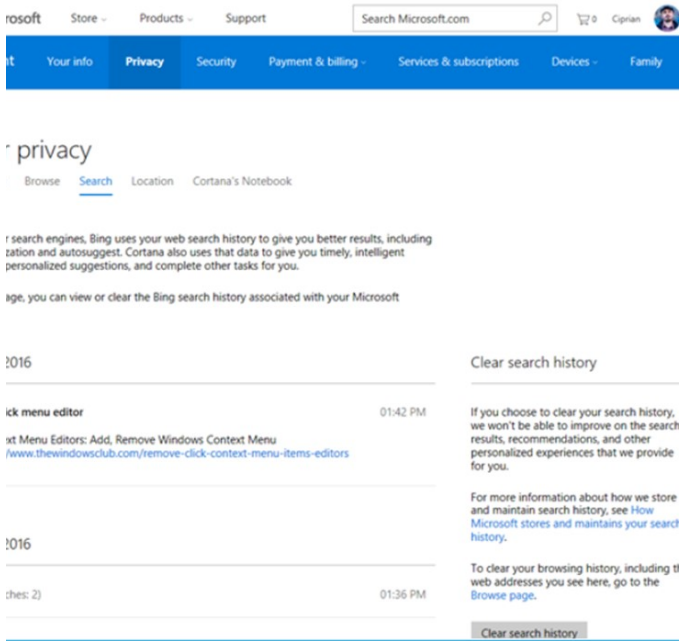 rosoft Store Products Support Search Microsoft.com 0 Ciprian
nt Your info Privacy Security Payment & billing Services & subscriptions Devices Family
r privacy
Browse Search Location Cortana's Notebook
r search engines, Bing uses your web search history to give you better results, including
zation and autosuggest. Cortana also uses that data to give you timely, intelligent
personalized suggestions, and complete other tasks for you.
age, you can view or clear the Bing search history associated with your Microsoft
2016
ick menu editor 01:42 PM
ext Menu Editors: Add, Remove Windows Context Menu
/www.thewindowsclub.com/remove-click-context-menu-items-editors
2016
ches: 2) 01:36 PM
Clear search history
If you choose to clear your search history,
we won't be able to improve on the search
results, recommendations, and other
personalized experiences that we provide
for you.
For more information about how we store
and maintain search history, see How
Microsoft stores and maintains your search
history.
To clear your browsing history, including th
web addresses you see here, go to the
Browse page.
Clear search history